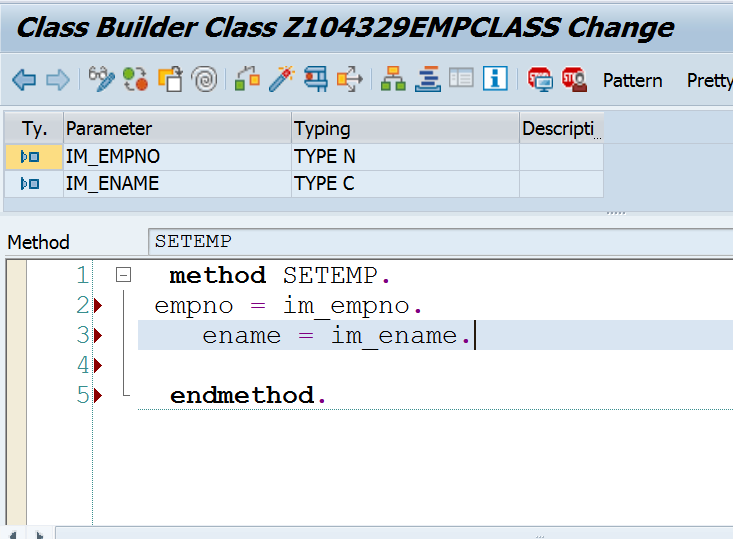 Class Builder Class Z104329EMPCLASS Change
Pattern Pretty
Ty. Parameter Typing Descripti..
IM_EMPNO TYPE N
IM_ENAME TYPE C
Method SETEMP
1 method SETEMP.
2 empno = im_empno.
3 ename = im_ename.
4
5 endmethod.